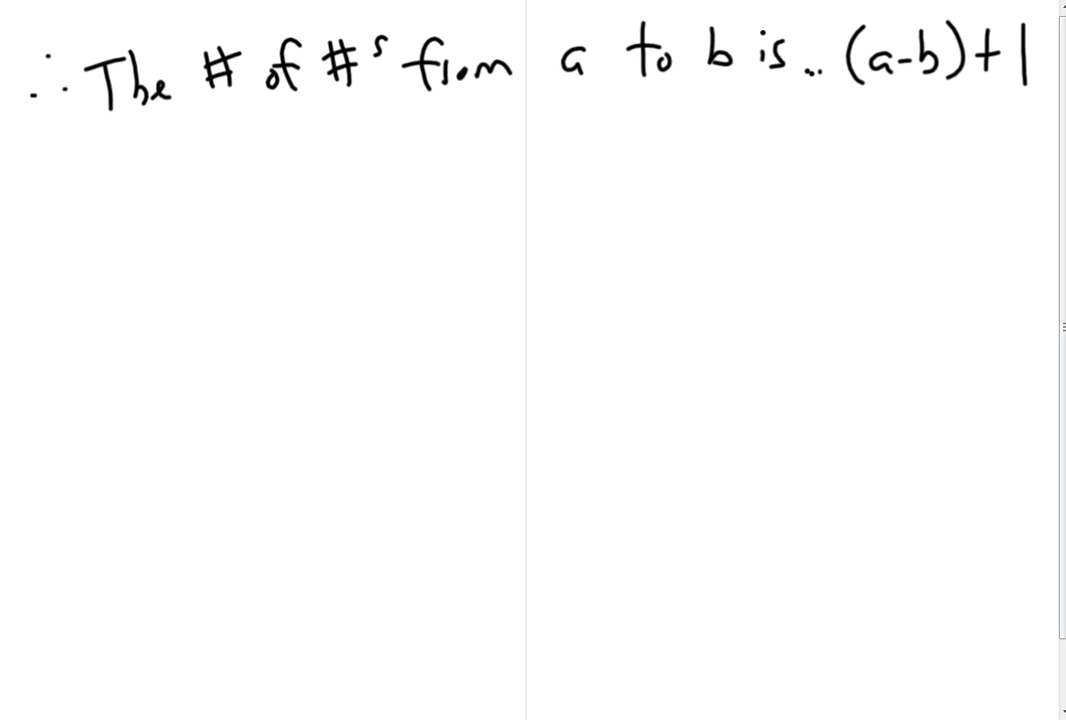 ∴ The # of #s from a to b is... (a-b)+1